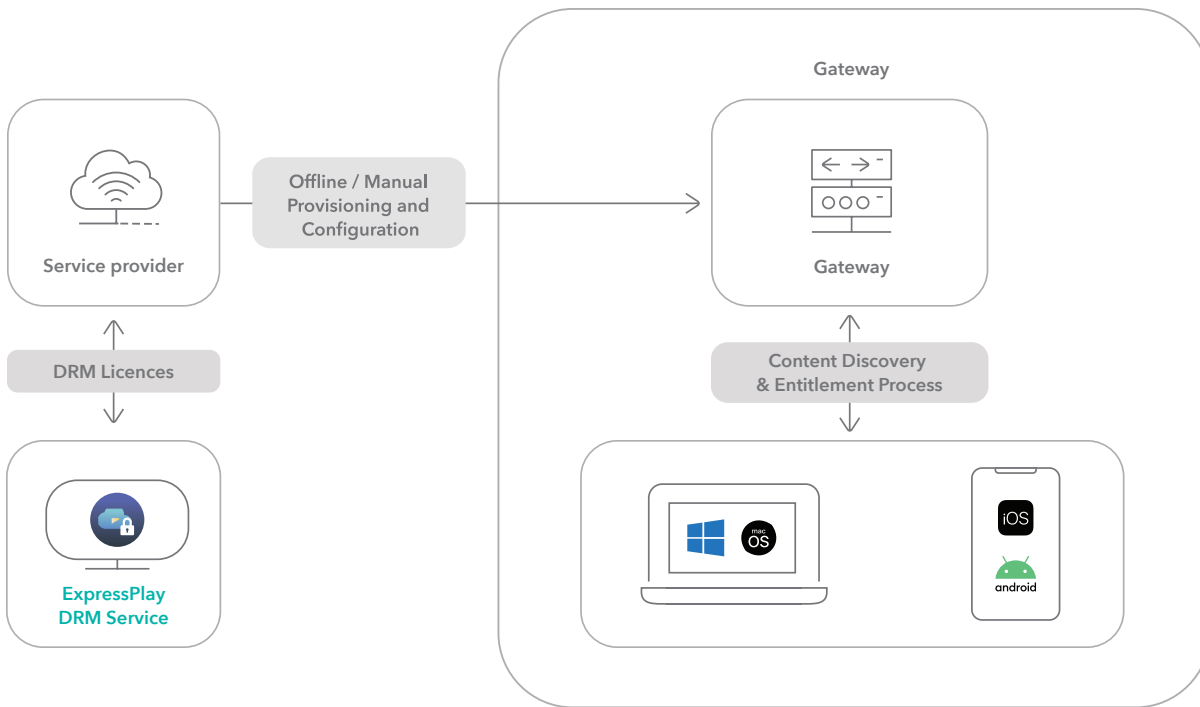 Gateway
Offline / Manual
Provisioning and
Configuration
Service provider
Gateway
DRM Licences
Content Discovery
& Entitlement Process
mac
OS
iOS
android
ExpressPlay
DRM Service